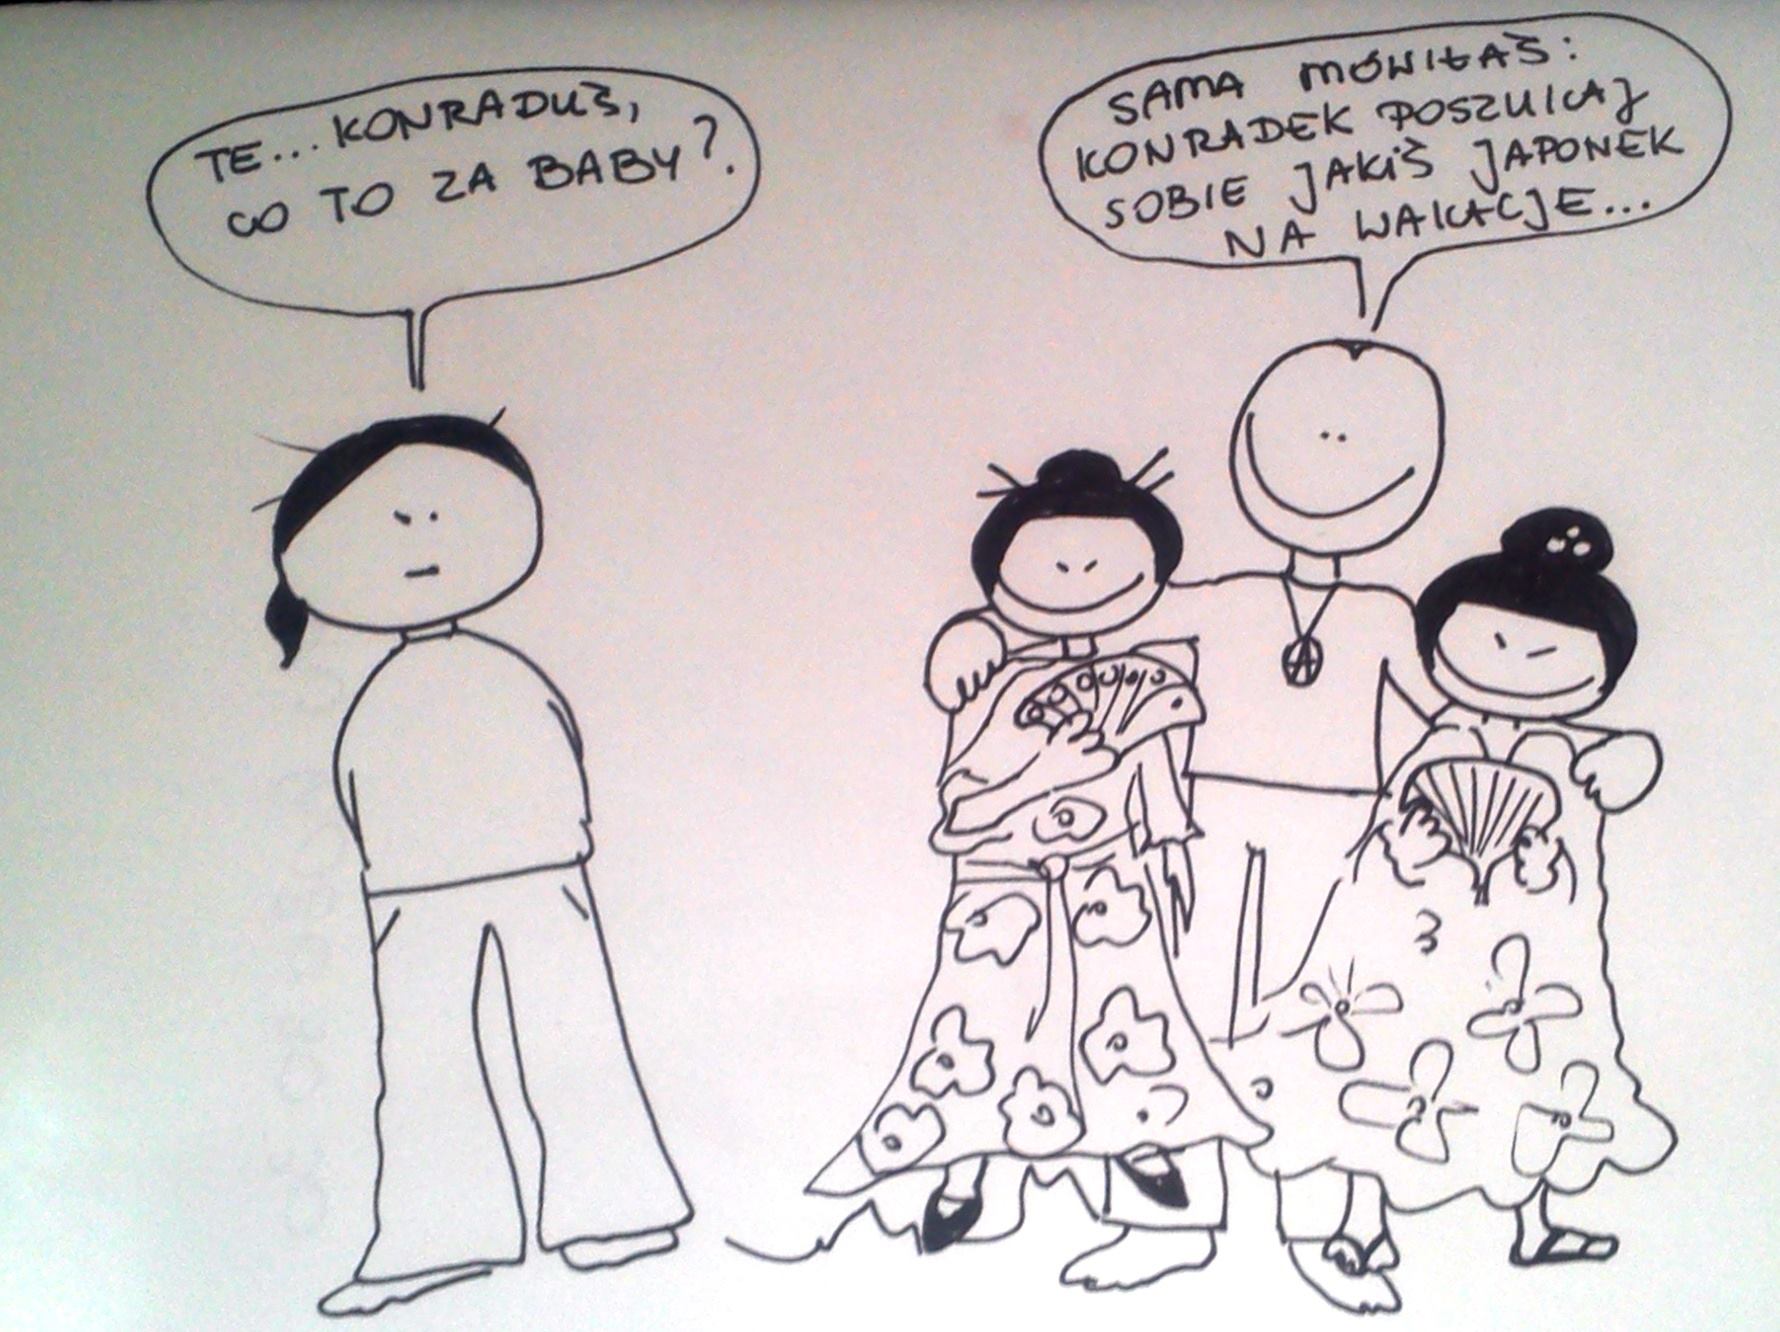 TE... KONRADUŚ,
CO TO ZA BABY?.
SAMA MÓWIŁAŚ:
KONRADEK POSZUKAJ
SOBIE JAKIŚ JAPONEK
NA WAKACJE...